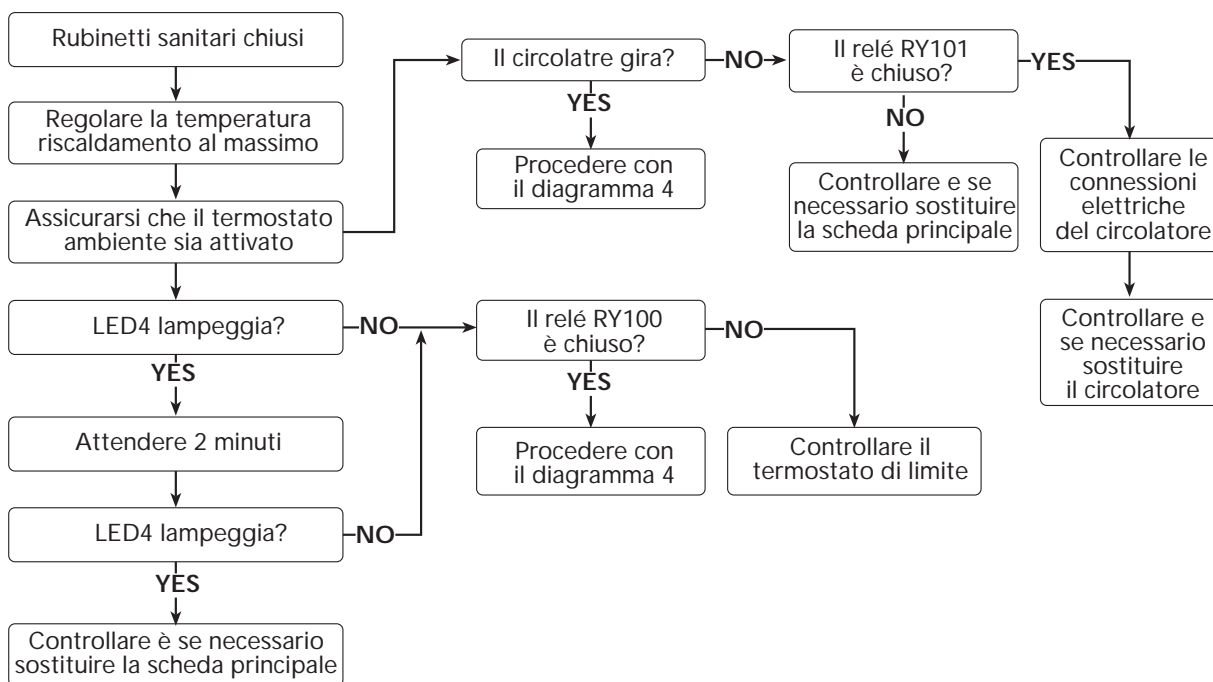 Rubinetti sanitari chiusi
Regolare la temperatura
riscaldamento al massimo
Assicurarsi che il termostato
ambiente sia attivato
LED4 lampeggia?
NO
YES
Attendere 2 minuti
LED4 lampeggia?
NO
YES
Controllare è se necessario
sostituire la scheda principale
Il circolatre gira?
NO
YES
Procedere con
il diagramma 4
Il relé RY101
è chiuso?
YES
NO
Controllare e se
necessario sostituire
la scheda principale
Controllare le
connessioni
elettriche
del circolatore
Controllare e
se necessario
sostituire
il circolatore
Il relé RY100
è chiuso?
NO
YES
Procedere con
il diagramma 4
Controllare il
termostato di limite